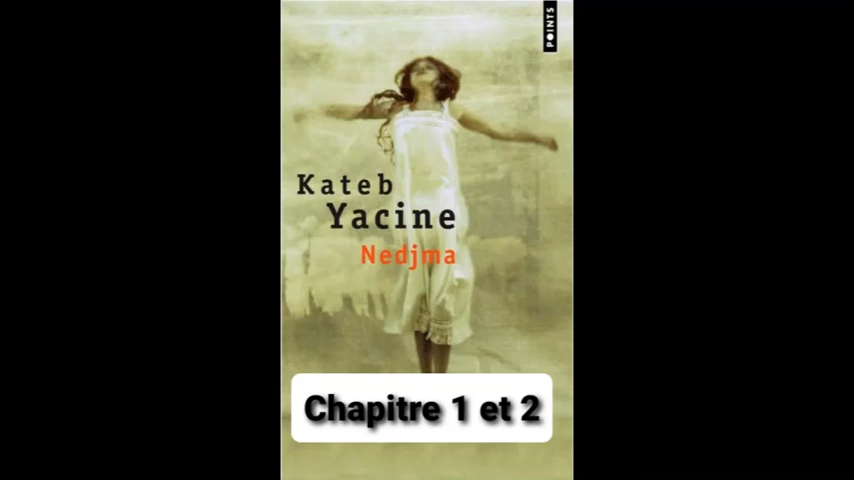 POINTS
Kateb
Yacine
Nedjma
Chapitre 1 et 2